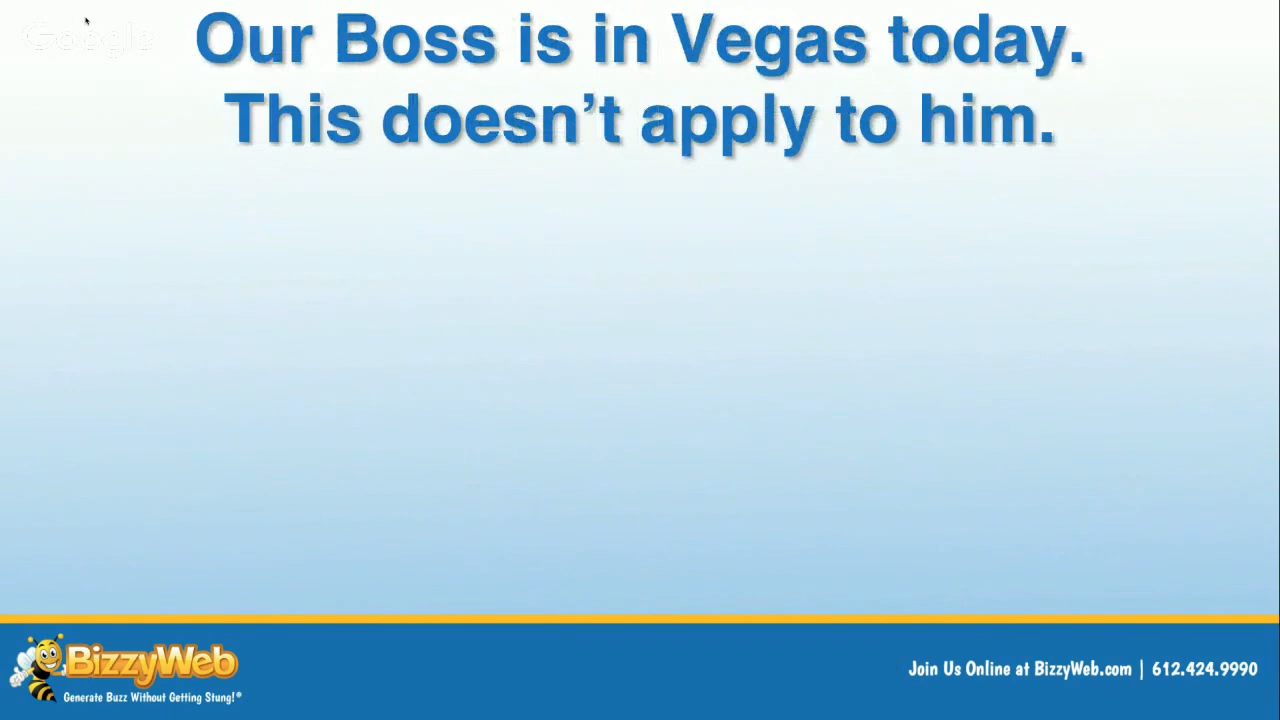 Google
Our Boss is in Vegas today.
This doesn’t apply to him.
BizzyWeb
Generate Buzz Without Getting Stung!®
Join Us Online at BizzyWeb.com | 612.424.9990